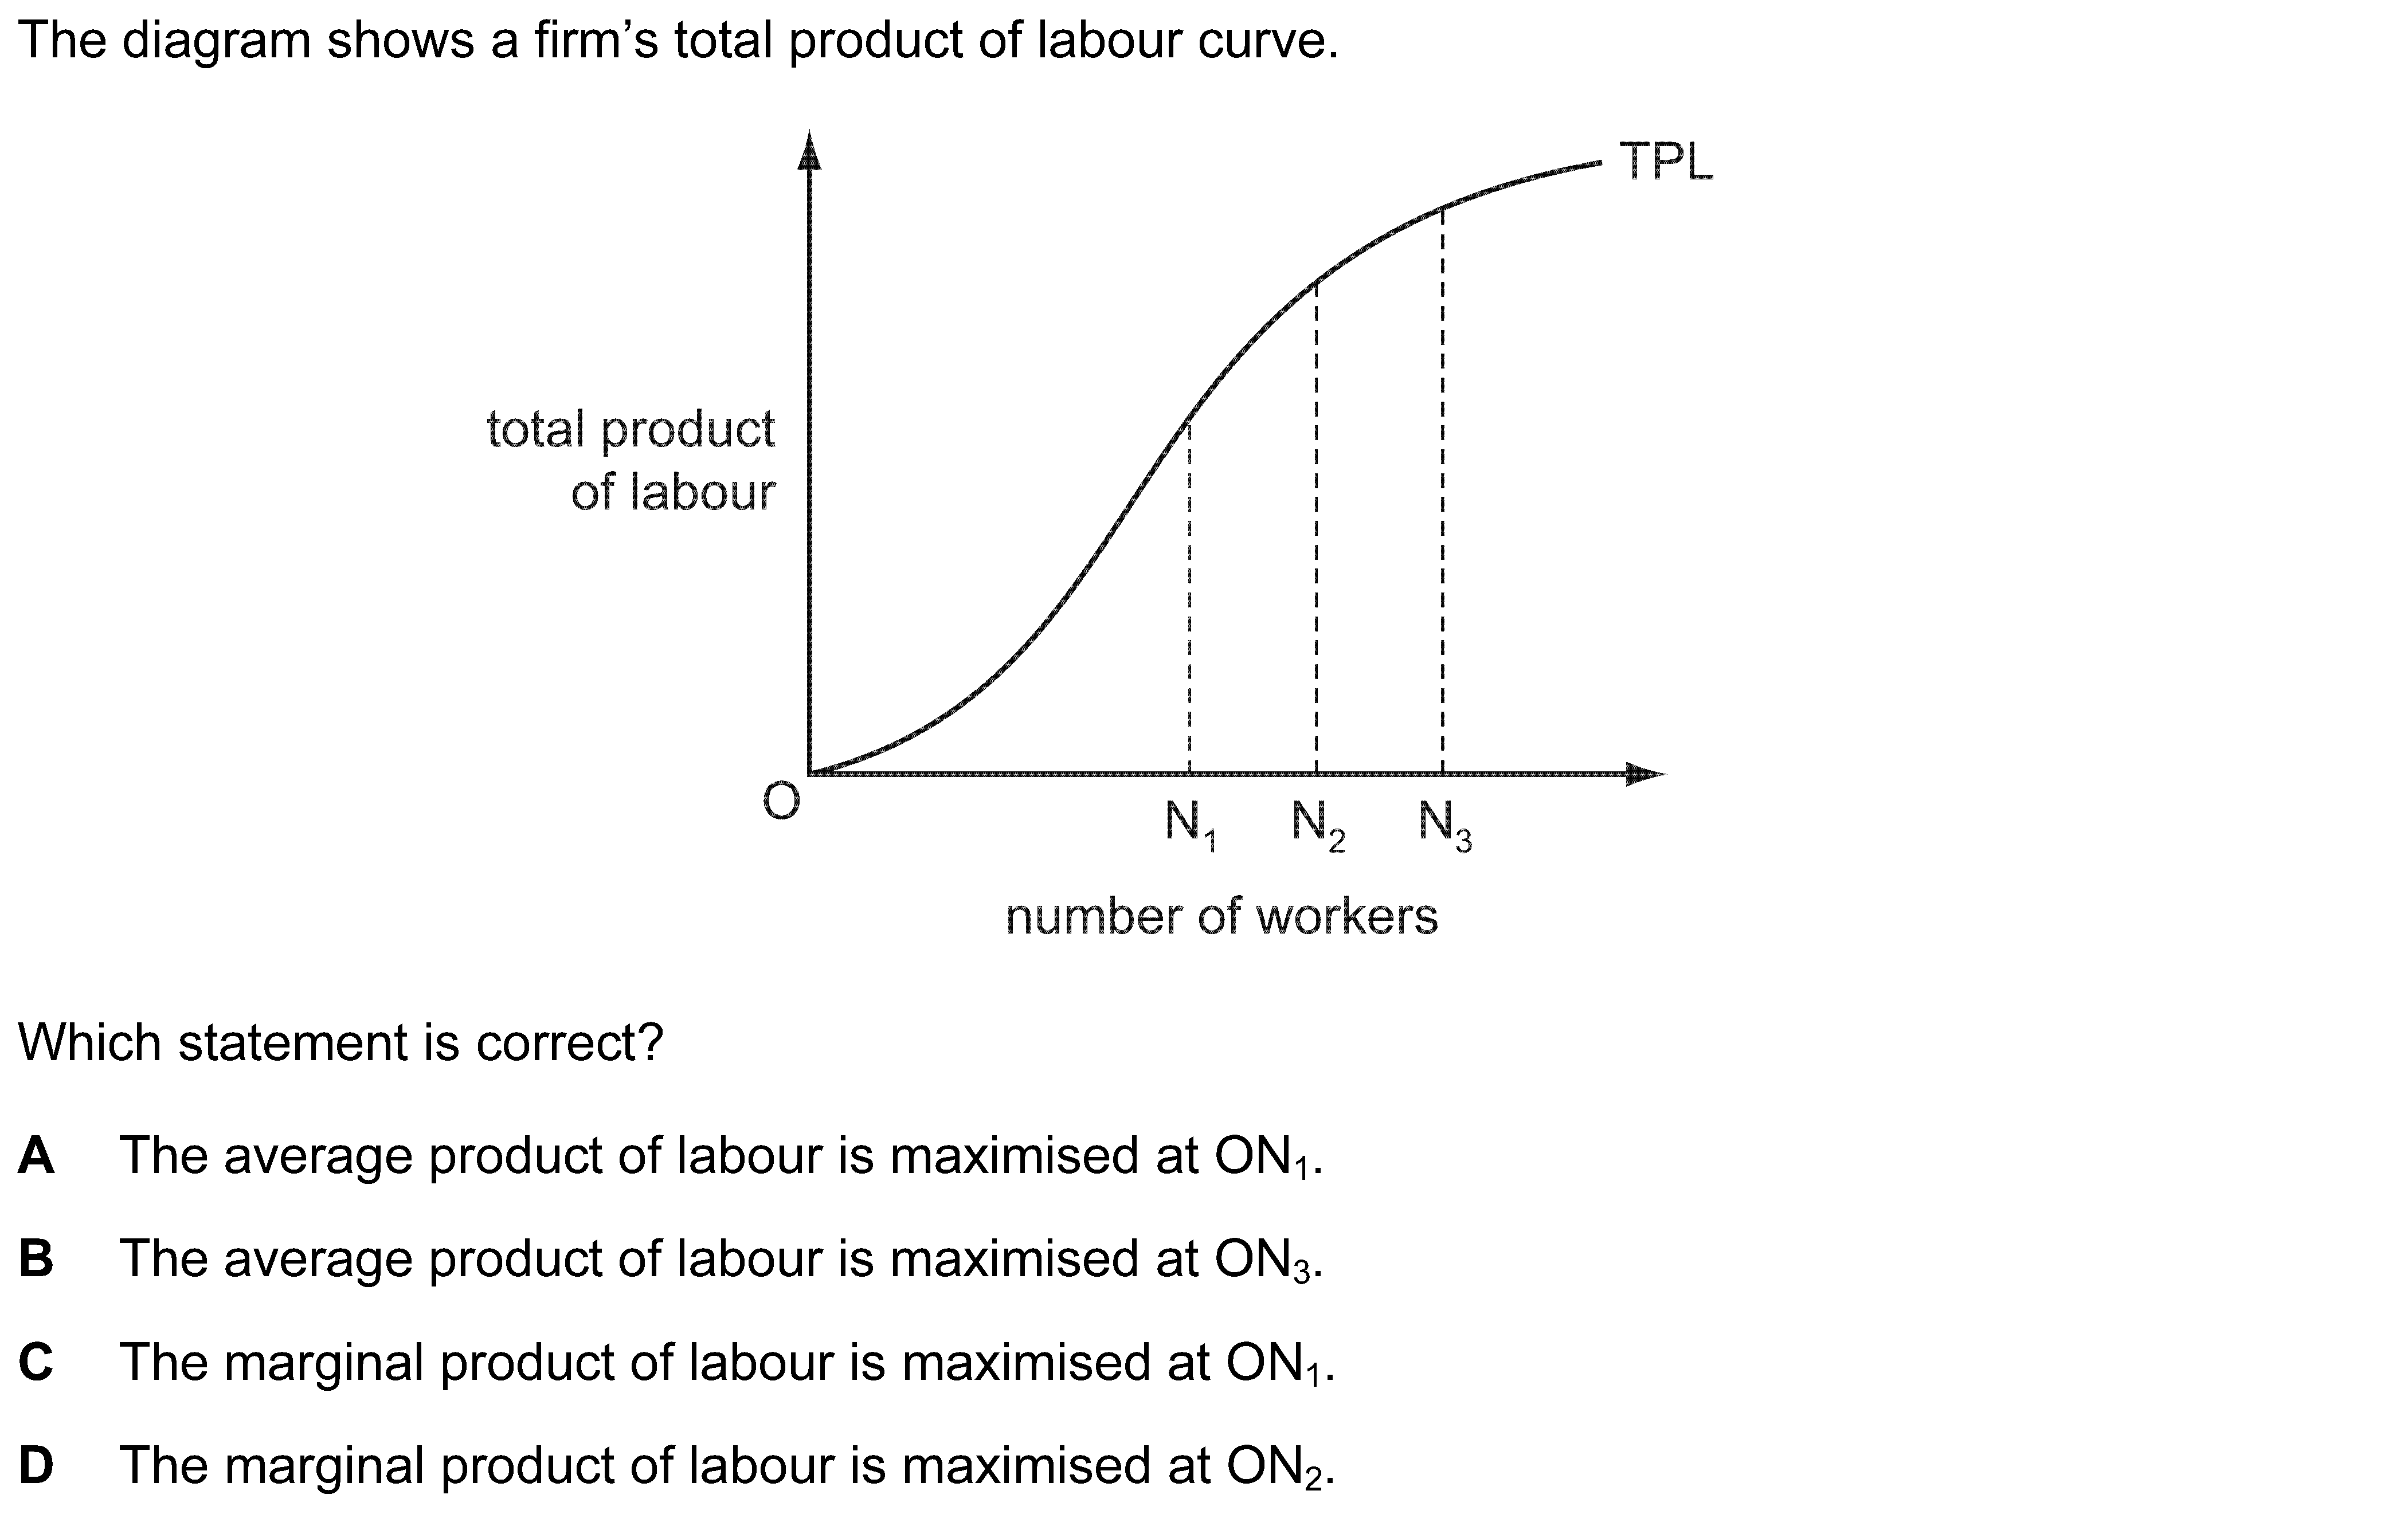 The diagram shows a firm’s total product of labour curve.
TPL
total product
of labour
O
N₁ N₂ N₃
number of workers
Which statement is correct?
A The average product of labour is maximised at ON₁.
B The average product of labour is maximised at ON₃.
C The marginal product of labour is maximised at ON₁.
D The marginal product of labour is maximised at ON₂.